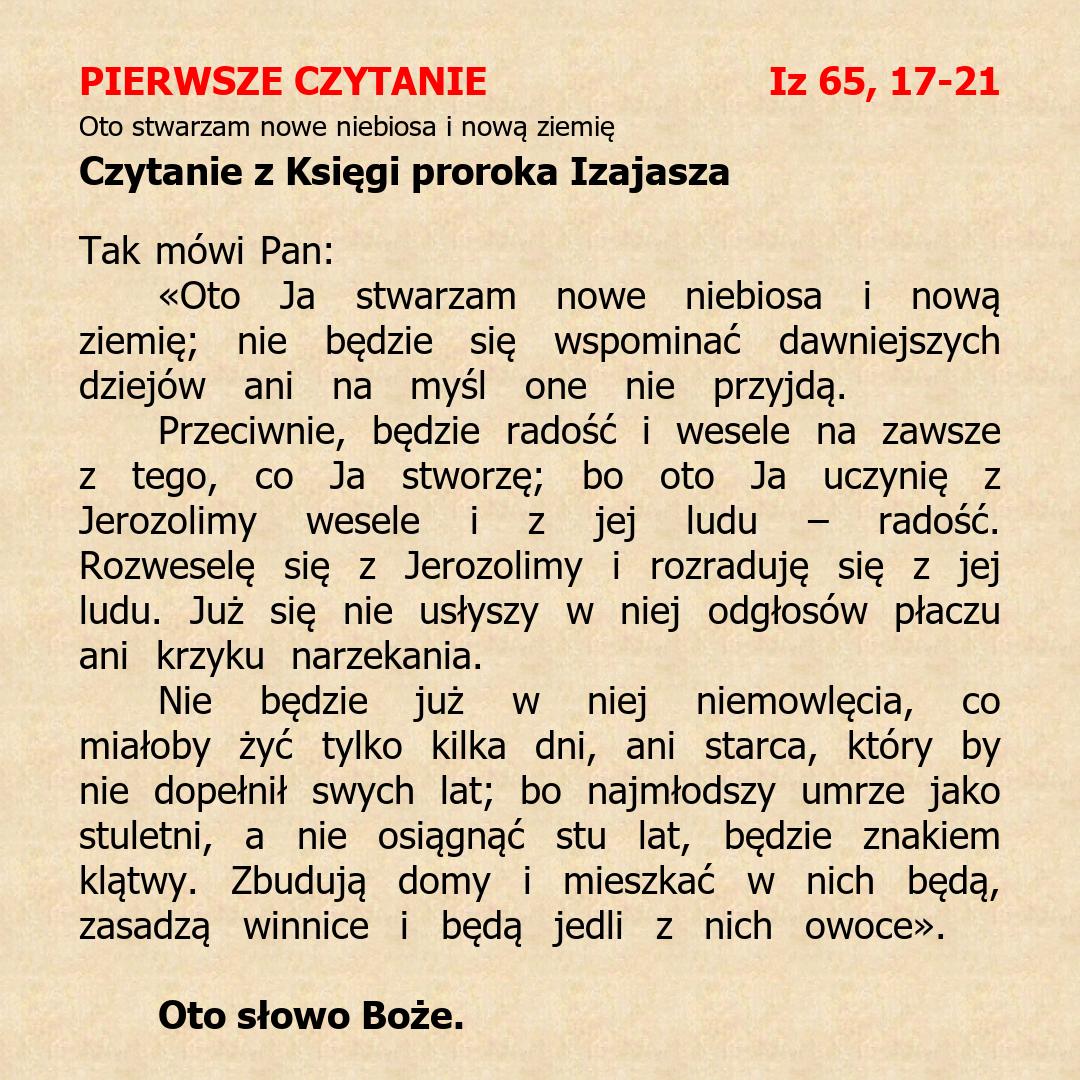 PIERWSZE CZYTANIE Iz 65, 17-21
Oto stwarzam nowe niebiosa i nową ziemię
Czytanie z Księgi proroka Izajasza
Tak mówi Pan:
«Oto Ja stwarzam nowe niebiosa i nową
ziemię; nie będzie się wspominać dawniejszych
dziejów ani na myśl one nie przyjdą.
Przeciwnie, będzie radość i wesele na zawsze
z tego, co Ja stworzę; bo oto Ja uczynię z
Jerozolimy wesele i z jej ludu – radość.
Rozweselę się z Jerozolimy i rozraduję się z jej
ludu. Już się nie usłyszy w niej odgłosów płaczu
ani krzyku narzekania.
Nie będzie już w niej niemowlęcia, co
miałoby żyć tylko kilka dni, ani starca, który by
nie dopełnił swych lat; bo najmłodszy umrze jako
stuletni, a nie osiągnąć stu lat, będzie znakiem
klątwy. Zbudują domy i mieszkać w nich będą,
zasadzą winnice i będą jedli z nich owoce».
Oto słowo Boże.